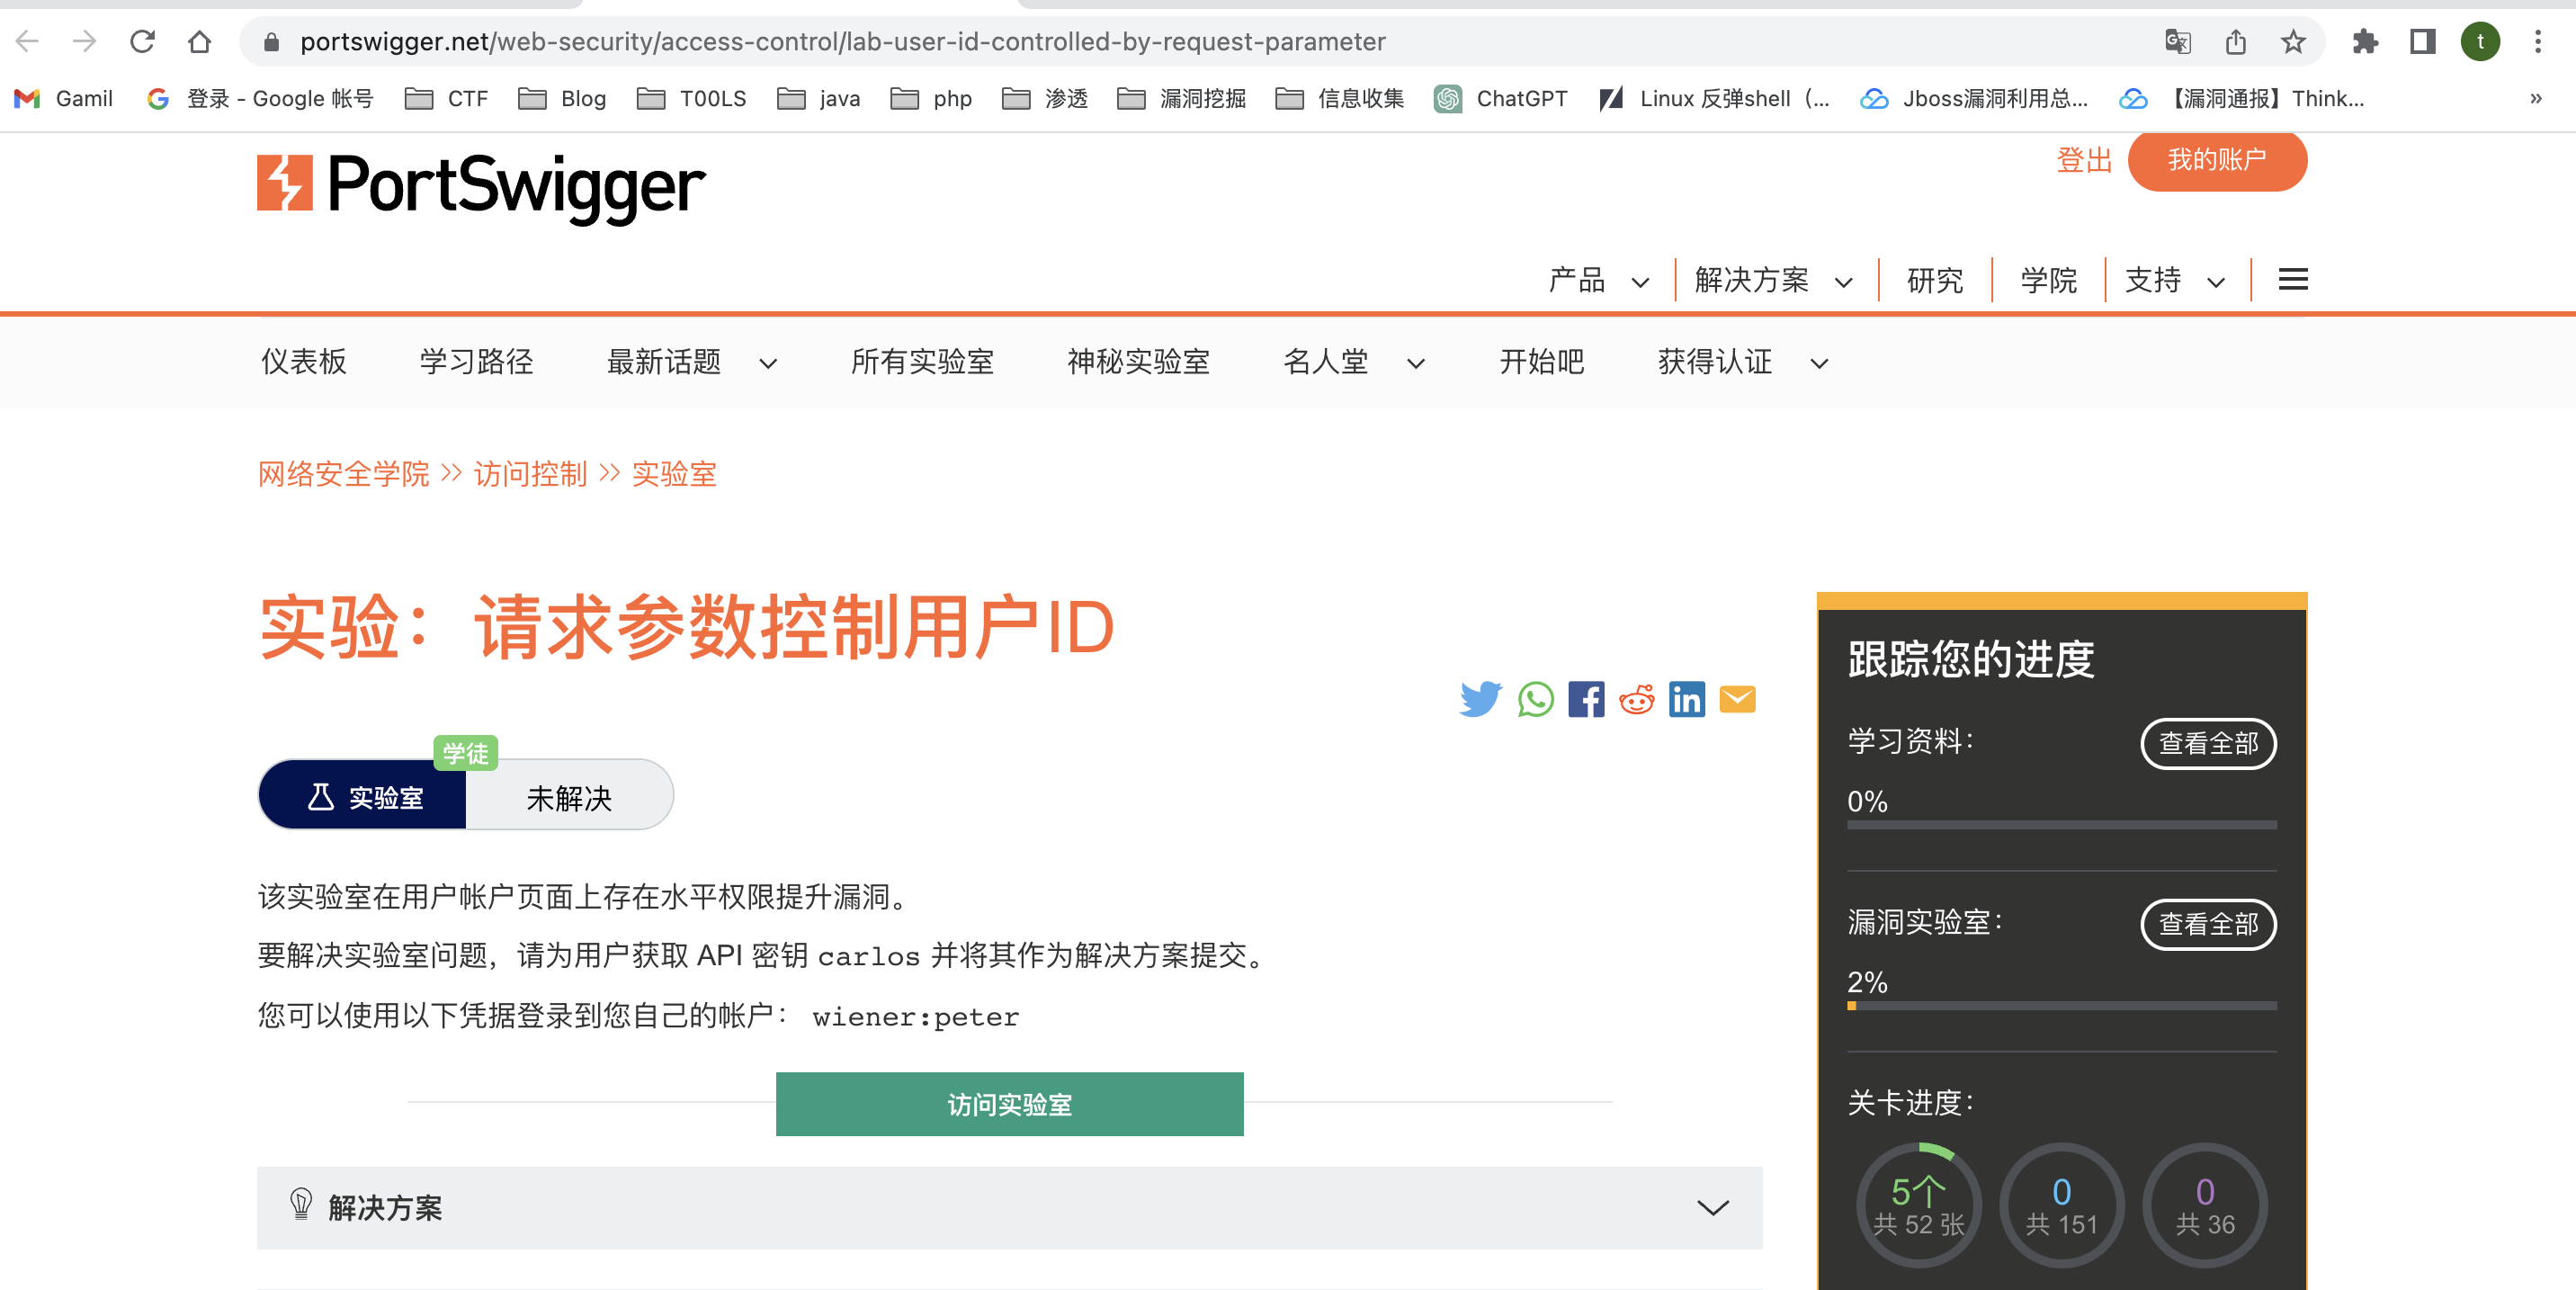 portswigger.net/web-security/access-control/lab-user-id-controlled-by-request-parameter
t
Gamil 登录 - Google 帐号 CTF Blog T00LS java php 渗透 漏洞挖掘 信息收集 ChatGPT Linux 反弹shell（... Jboss漏洞利用总... 【漏洞通报】Think... »
PortSwigger
登出 我的账户
产品 解决方案 研究 学院 支持
仪表板 学习路径 最新话题 所有实验室 神秘实验室 名人堂 开始吧 获得认证
网络安全学院 >> 访问控制 >> 实验室
实验：请求参数控制用户ID
学徒
实验室 未解决
该实验室在用户帐户页面上存在水平权限提升漏洞。
要解决实验室问题，请为用户获取 API 密钥 carlos 并将其作为解决方案提交。
您可以使用以下凭据登录到您自己的帐户： wiener:peter
访问实验室
解决方案
跟踪您的进度
学习资料： 查看全部
0%
漏洞实验室： 查看全部
2%
关卡进度：
5个 0 0
共 52 张 共 151 共 36